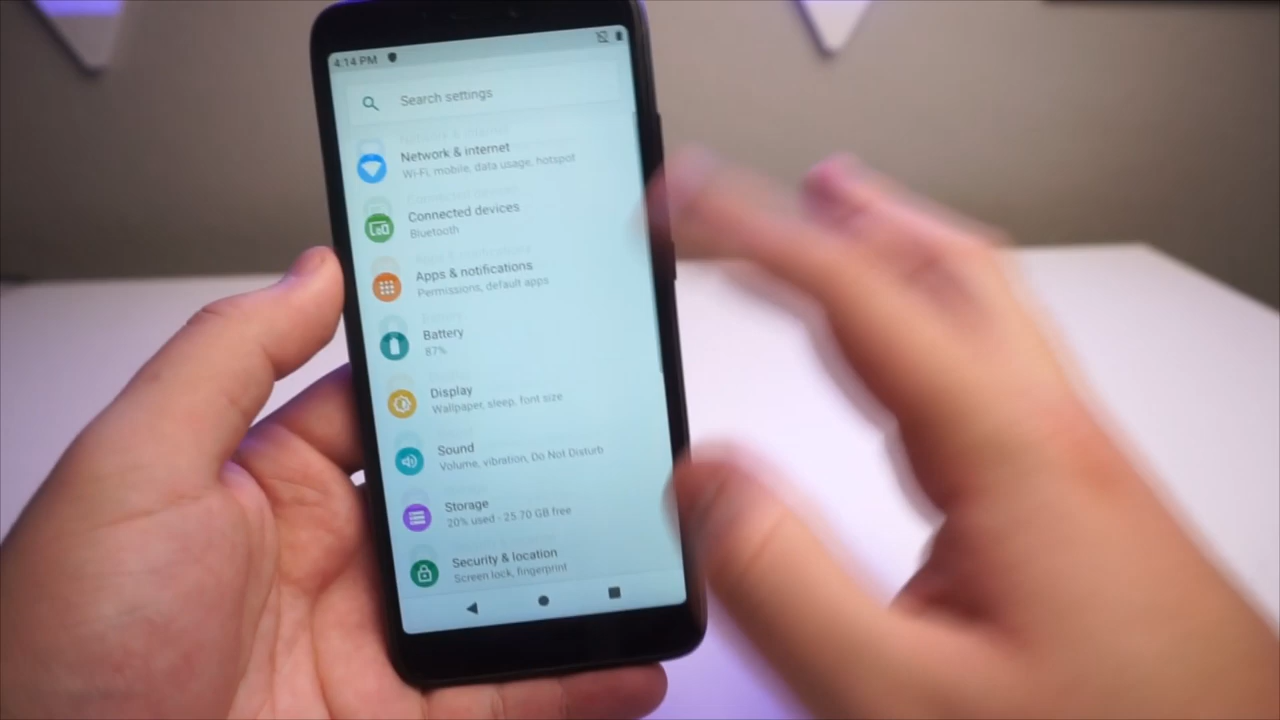 4:14 PM
Search settings
Network & internet
Wi-Fi, mobile, data usage, hotspot
Connected devices
Bluetooth
Apps & notifications
Permissions, default apps
Battery
87%
Display
Wallpaper, sleep, font size
Sound
Volume, vibration, Do Not Disturb
Storage
20% used - 25.70 GB free
Security & location
Screen lock, fingerprint